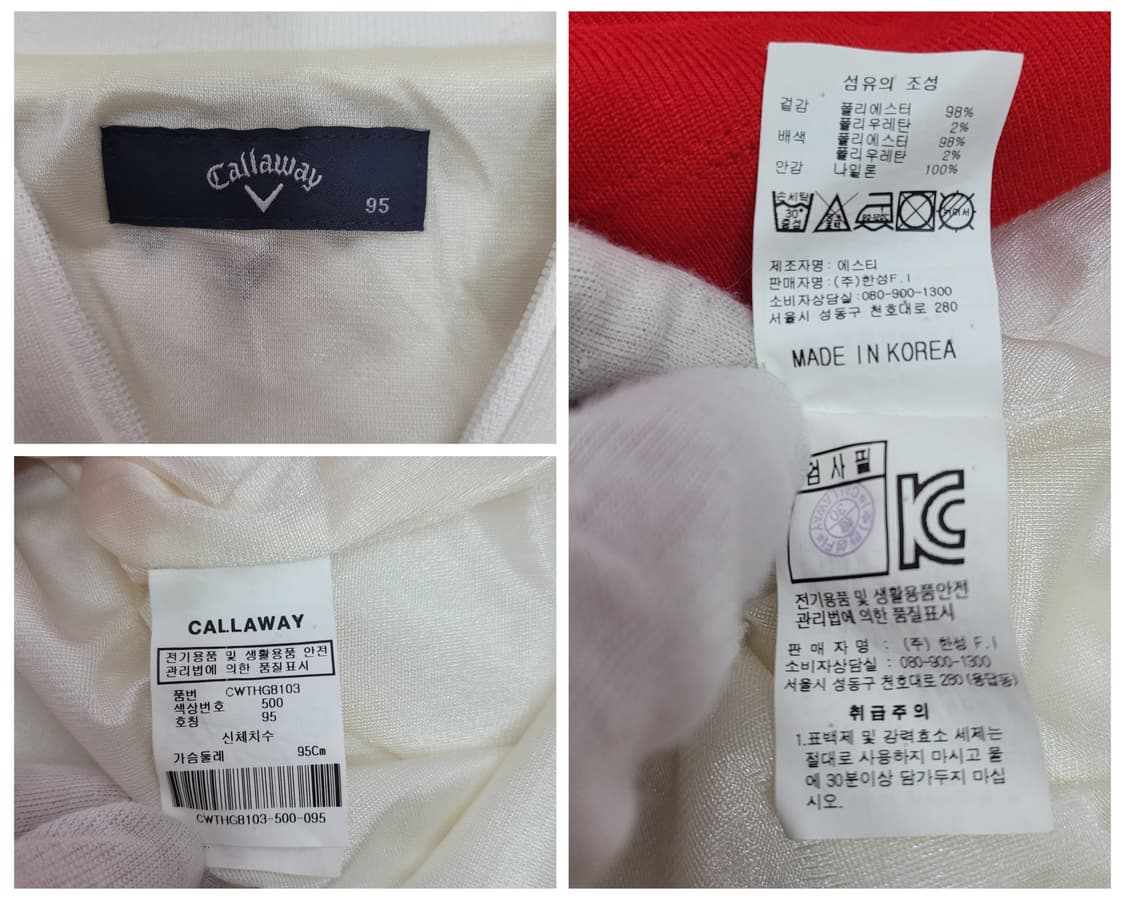 Callaway
95
CALLAWAY
전기용품 및 생활용품 안전
관리법에 의한 품질표시
품번 CWTHG8103
색상번호 500
호칭 95
신체치수
가슴둘레 95Cm
CWTHG8103-500-095
섬유의 조성
겉감 폴리에스터 98%
폴리우레탄 2%
배색 폴리에스터 98%
폴리우레탄 2%
안감 나일론 100%
손세탁
30°
중성
제조자명: 에스티
판매자명:(주)한성F.I
소비자상담실:080-900-1300
서울시 성동구 천호대로 280
MADE IN KOREA
검사필
KC
전기용품 및 생활용품안전
관리법에 의한 품질표시
판 매 자 명 : (주) 한성 F.I
소비자상담실 : 080-900-1300
서울시 성동구 천호대로 280 (용답동)
취급주의
1.표백제 및 강력효소 세제는
절대로 사용하지 마시고 물
에 30분이상 담가두지 마십
시오.